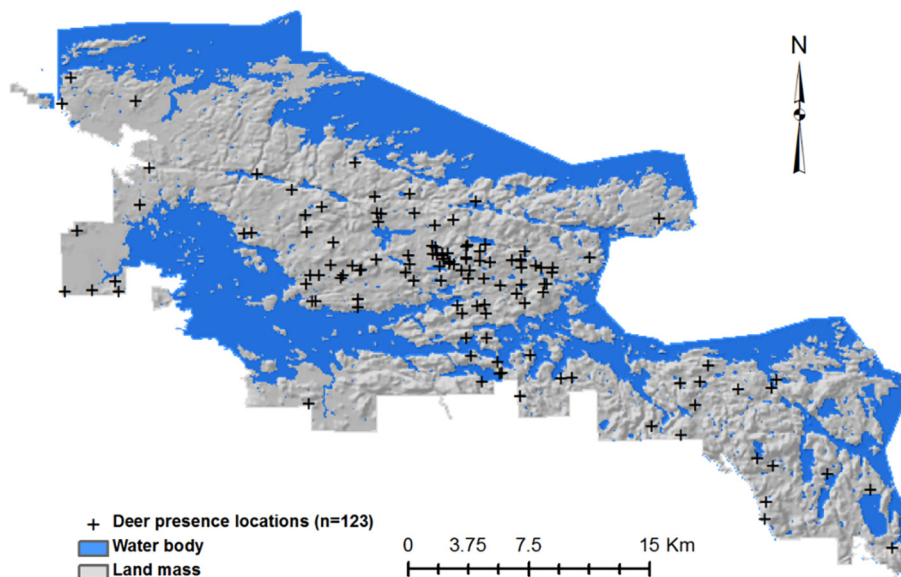 N
+ Deer presence locations (n=123)
Water body
Land mass
0 3.75 7.5 15 Km